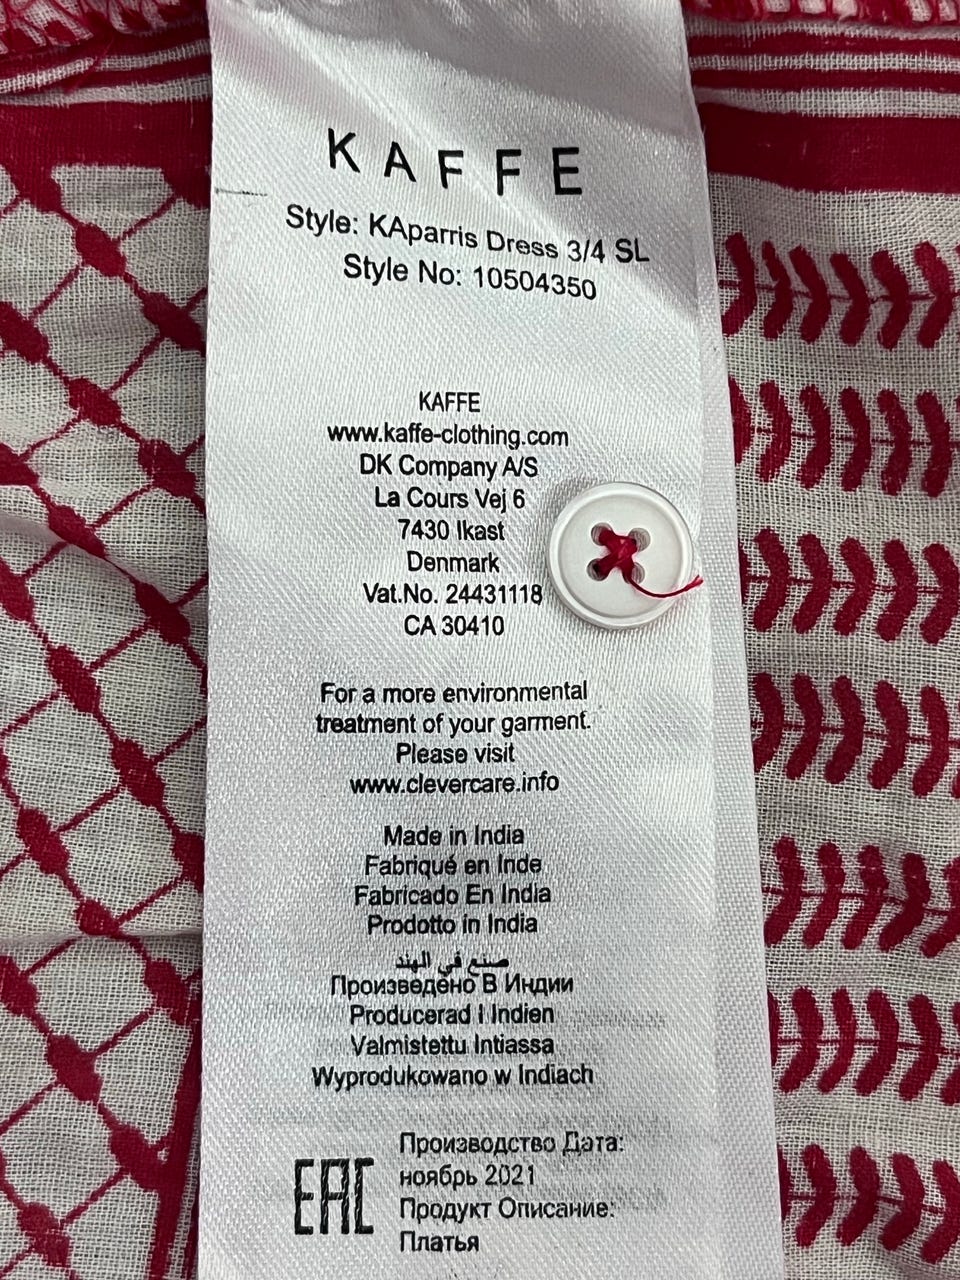 KAFFE
Style: KAparris Dress 3/4 SL
Style No: 10504350
KAFFE
www.kaffe-clothing.com
DK Company A/S
La Cours Vej 6
7430 Ikast
Denmark
Vat.No. 24431118
CA 30410
For a more environmental
treatment of your garment.
Please visit
www.clevercare.info
Made in India
Fabriqué en Inde
Fabricado En India
Prodotto in India
صنع في الهند
Произведено В Индии
Producerad I Indien
Valmistettu Intiassa
Wyprodukowano w Indiach
EAC
Производство Дата:
ноябрь 2021
Продукт Описание:
Платья